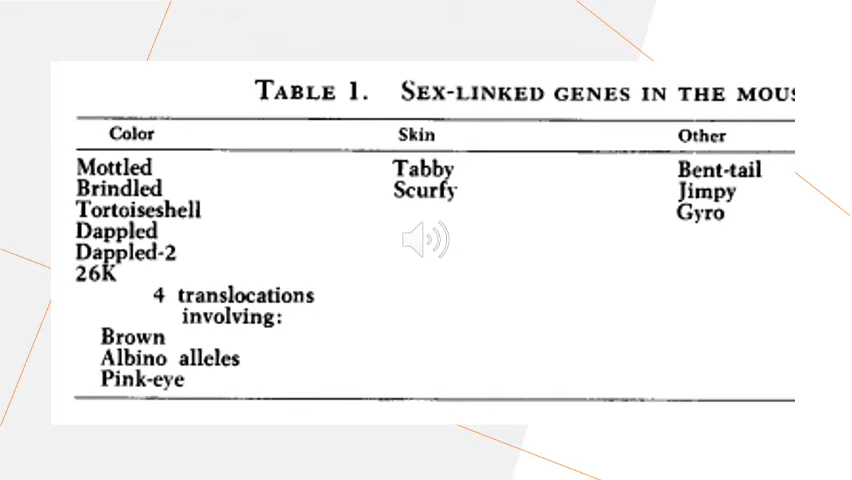 TABLE 1. SEX-LINKED GENES IN THE MOUS
Color Skin Other
Mottled Tabby Bent-tail
Brindled Scurfy Jimpy
Tortoiseshell Gyro
Dappled
Dappled-2
26K
4 translocations
involving:
Brown
Albino alleles
Pink-eye